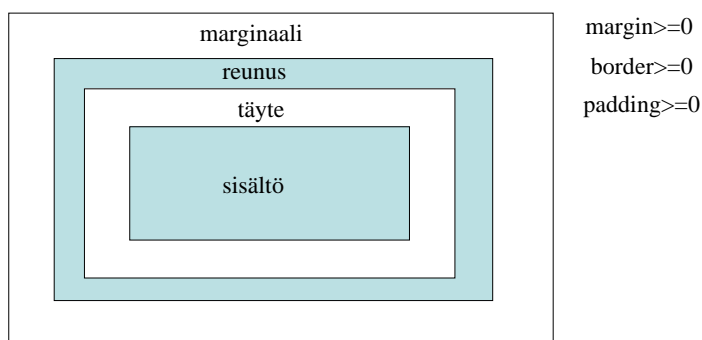 marginaali
reunus
täyte
sisältö
margin>=0
border>=0
padding>=0